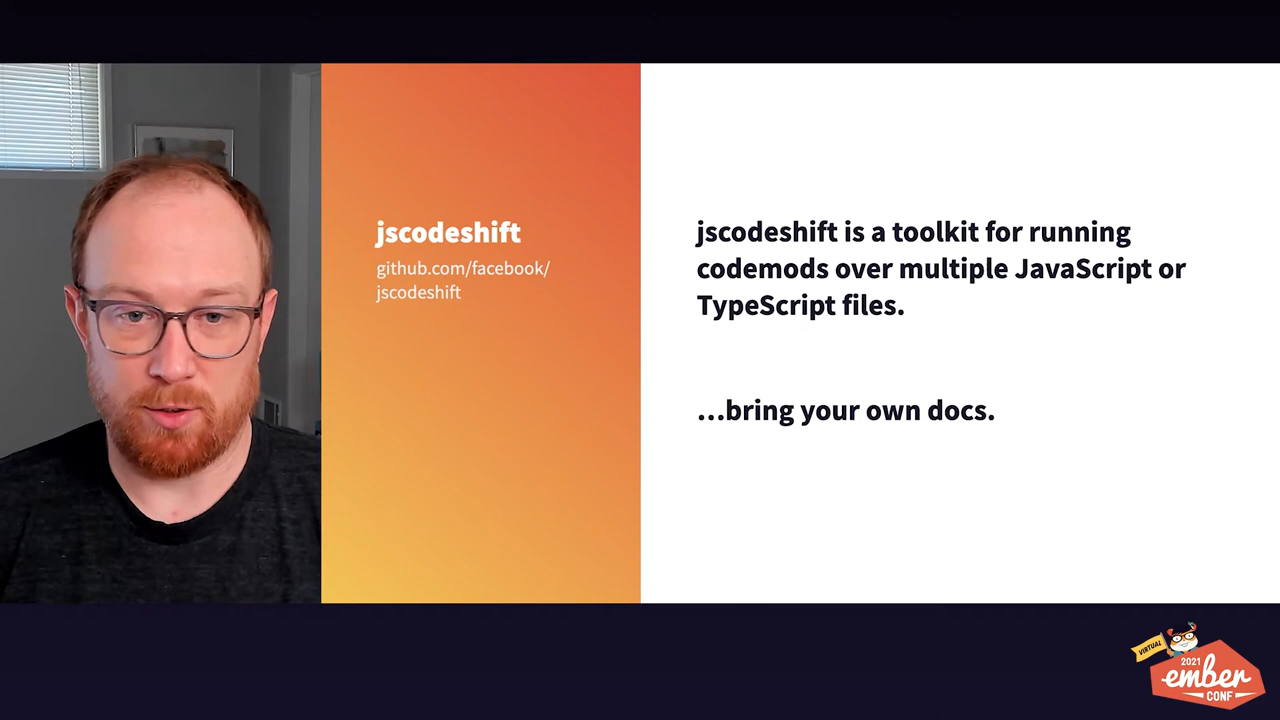 jscodeshift
github.com/facebook/
jscodeshift
jscodeshift is a toolkit for running
codemods over multiple JavaScript or
TypeScript files.
…bring your own docs.
VIRTUAL
2021
ember
CONF